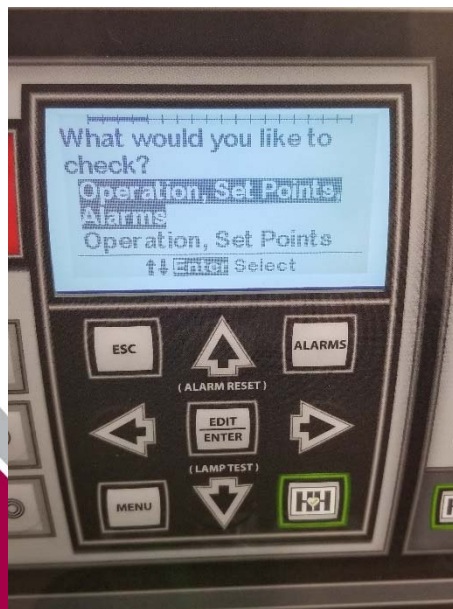 What would you like to
check?
Operation, Set Points,
Alarms
Operation, Set Points
↑↓ Enter Select
ESC
ALARMS
( ALARM RESET )
EDIT
ENTER
( LAMP TEST )
MENU